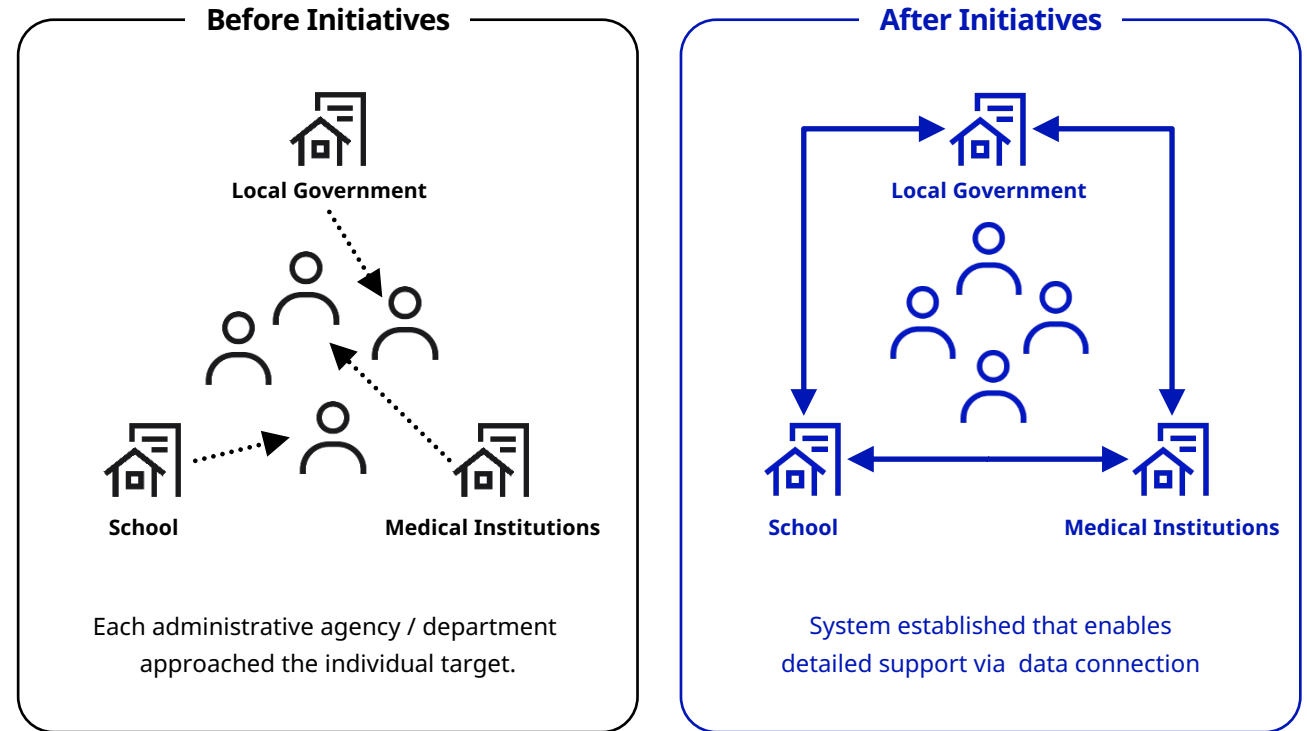 Before Initiatives
Local Government
School
Medical Institutions
Each administrative agency / department
approached the individual target.
After Initiatives
Local Government
School
Medical Institutions
System established that enables
detailed support via  data connection